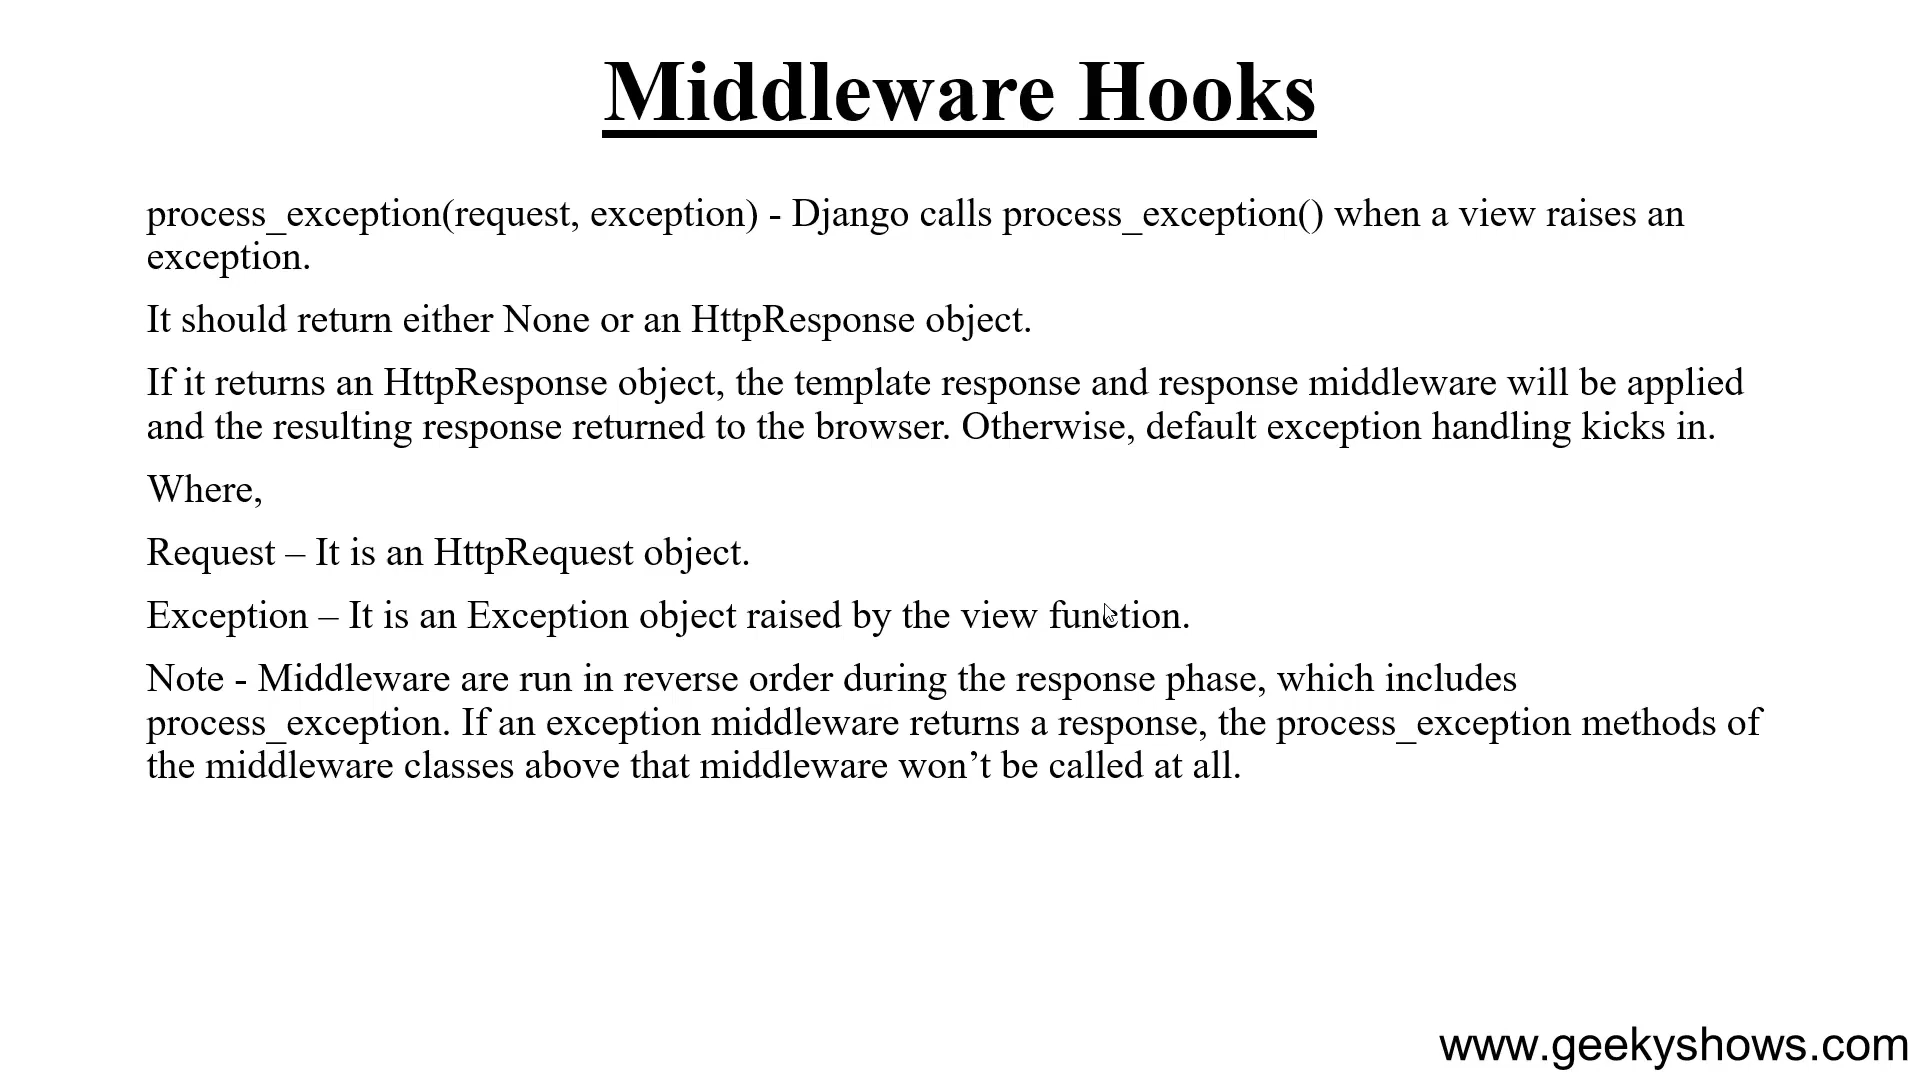 Middleware Hooks
process_exception(request, exception) - Django calls process_exception() when a view raises an
exception.
It should return either None or an HttpResponse object.
If it returns an HttpResponse object, the template response and response middleware will be applied
and the resulting response returned to the browser. Otherwise, default exception handling kicks in.
Where,
Request – It is an HttpRequest object.
Exception – It is an Exception object raised by the view function.
Note - Middleware are run in reverse order during the response phase, which includes
process_exception. If an exception middleware returns a response, the process_exception methods of
the middleware classes above that middleware won’t be called at all.
www.geekyshows.com